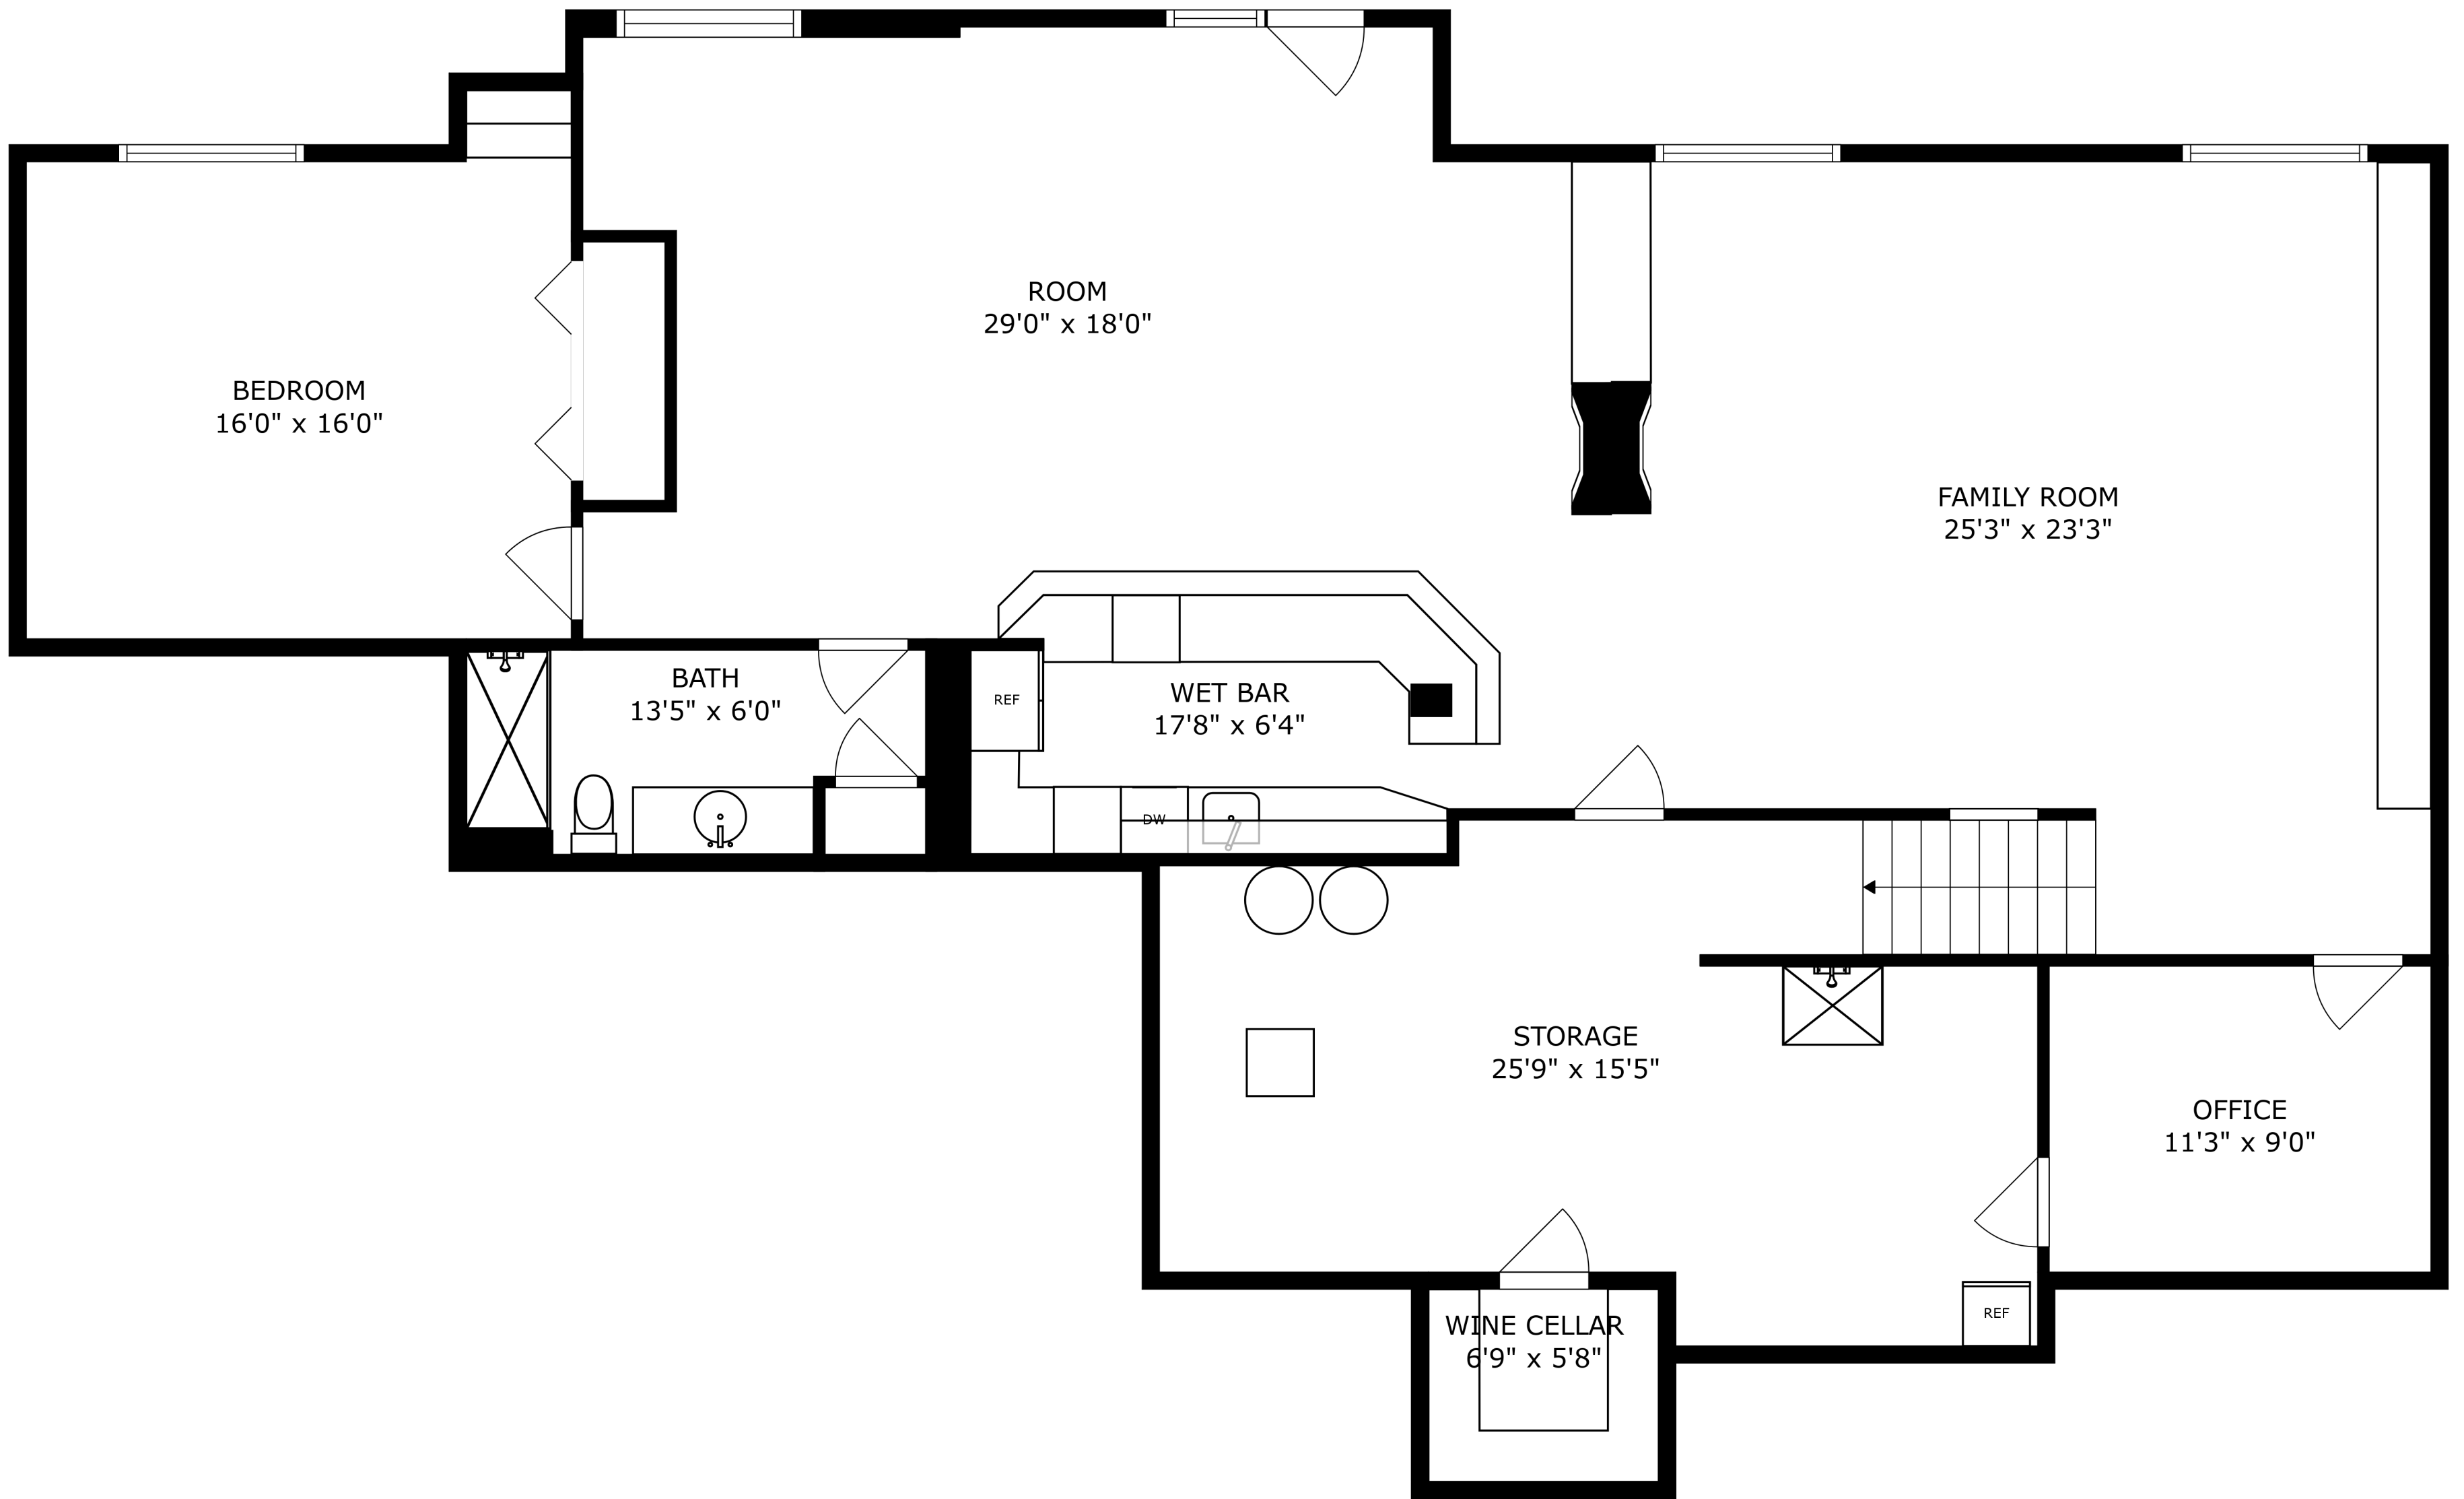 ROOM
29'0" x 18'0"
BEDROOM
16'0" x 16'0"
FAMILY ROOM
25'3" x 23'3"
BATH
13'5" x 6'0"
REF
WET BAR
17'8" x 6'4"
DW
STORAGE
25'9" x 15'5"
OFFICE
11'3" x 9'0"
REF
WINE CELLAR
6'9" x 5'8"